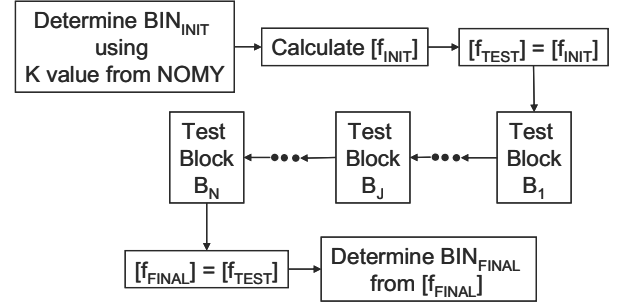 Determine BIN_INIT
using
K value from NOMY
Calculate [f_INIT]
[f_TEST] = [f_INIT]
Test
Block
B_1
•••
Test
Block
B_J
•••
Test
Block
B_N
[f_FINAL] = [f_TEST]
Determine BIN_FINAL
from [f_FINAL]